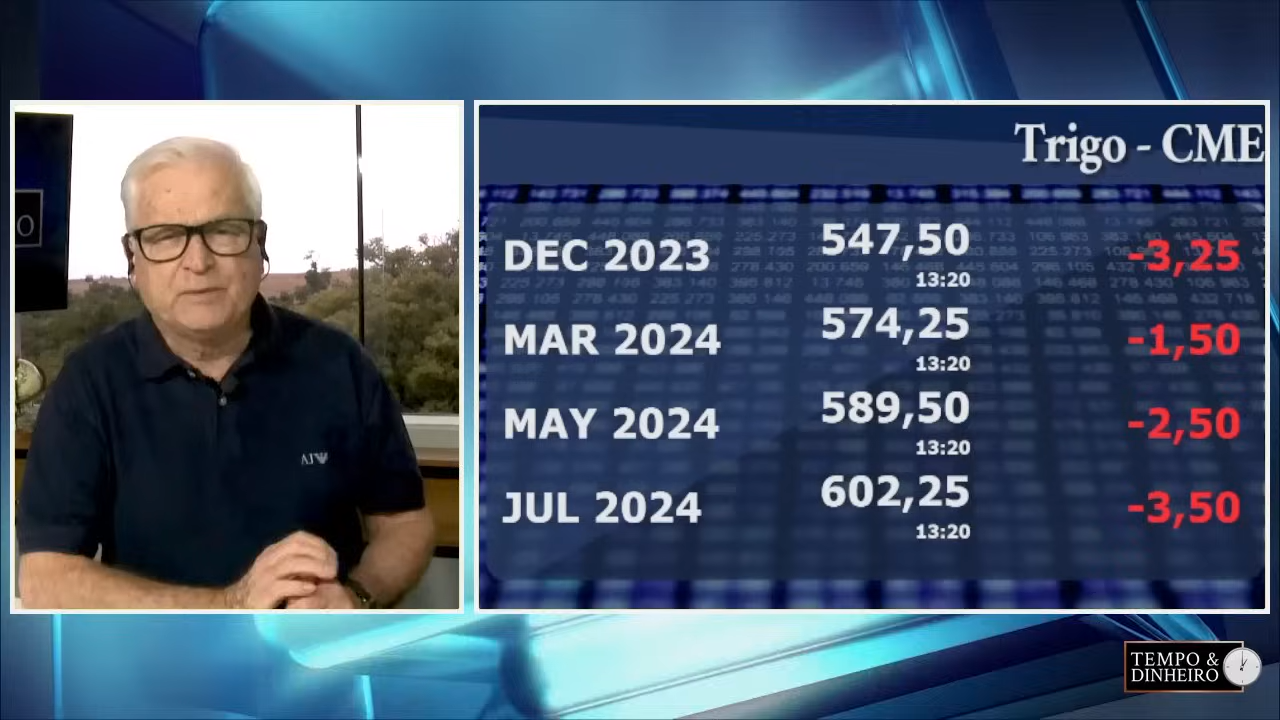 Trigo - CME
DEC 2023 547,50 -3,25
13:20
MAR 2024 574,25 -1,50
13:20
MAY 2024 589,50 -2,50
13:20
JUL 2024 602,25 -3,50
13:20
O
AJ
TEMPO &
DINHEIRO